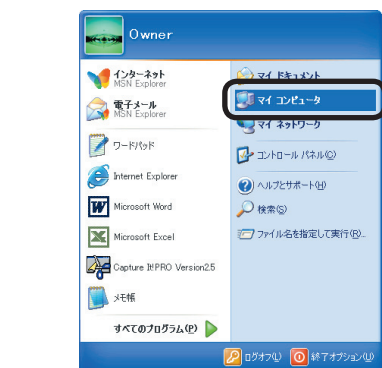 Owner
インターネット
MSN Explorer
電子メール
MSN Explorer
ワードパッド
Internet Explorer
Microsoft Word
Microsoft Excel
Capture It!PRO Version2.5
メモ帳
すべてのプログラム(P)
マイ ドキュメント
マイ コンピュータ
マイ ネットワーク
コントロール パネル(C)
ヘルプとサポート(H)
検索(S)
ファイル名を指定して実行(R)...
ログオフ(L)
終了オプション(U)